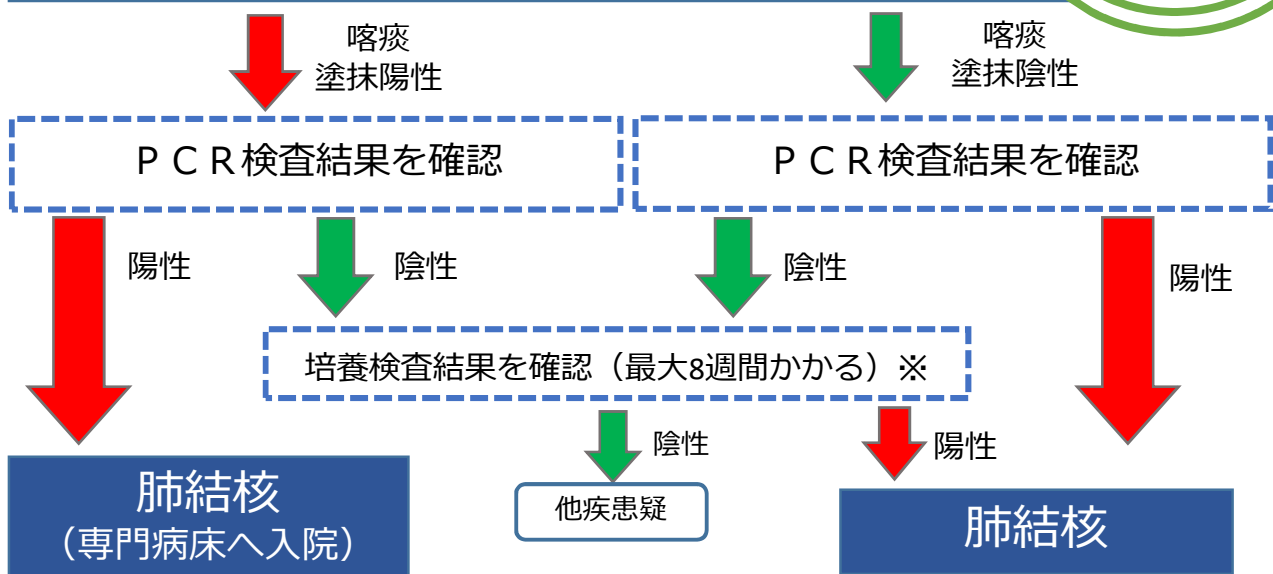 喀痰
塗抹陽性
喀痰
塗抹陰性
ＰＣＲ検査結果を確認
ＰＣＲ検査結果を確認
陽性
陰性
陰性
陽性
培養検査結果を確認（最大8週間かかる）※
陰性
陽性
肺結核
（専門病床へ入院）
他疾患疑
肺結核